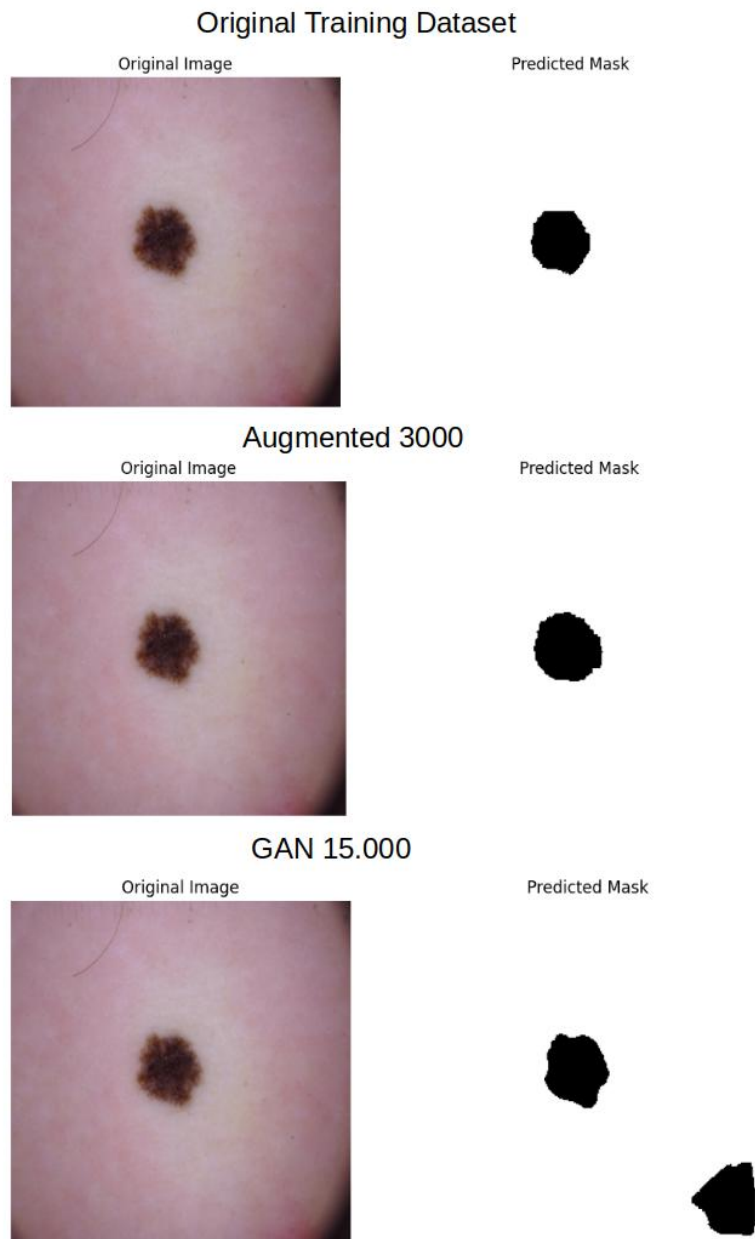 Original Training Dataset
Original Image
Predicted Mask
Augmented 3000
Original Image
Predicted Mask
GAN 15.000
Original Image
Predicted Mask